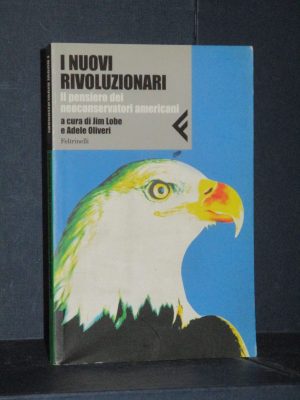 I NUOVI
RIVOLUZIONARI
Il pensiero dei
neoconservatori americani
a cura di Jim Lobe
e Adele Oliveri
Feltrinelli